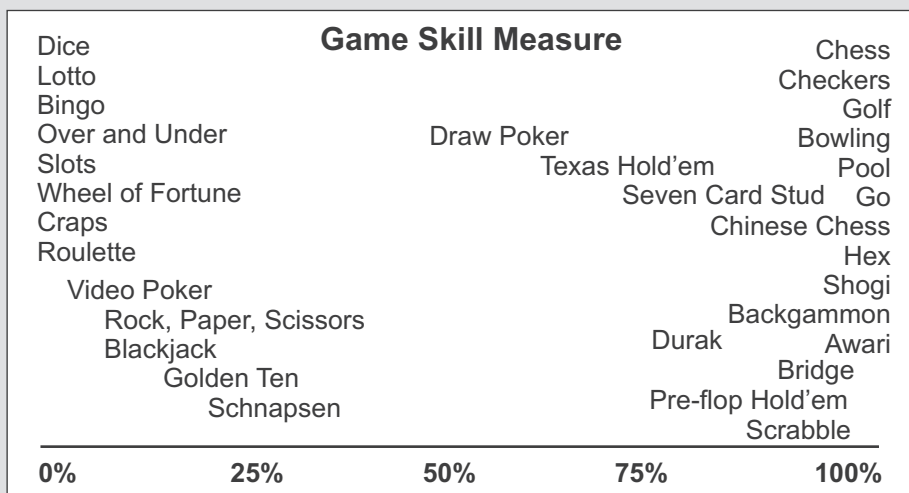 Game Skill Measure
Dice Chess
Lotto Checkers
Bingo Golf
Over and Under Draw Poker Bowling
Slots Texas Hold’em Pool
Wheel of Fortune Seven Card Stud Go
Craps Chinese Chess
Roulette Hex
Video Poker Shogi
Rock, Paper, Scissors Backgammon
Blackjack Durak Awari
Golden Ten Bridge
Schnapsen Pre-flop Hold’em
Scrabble
0% 25% 50% 75% 100%